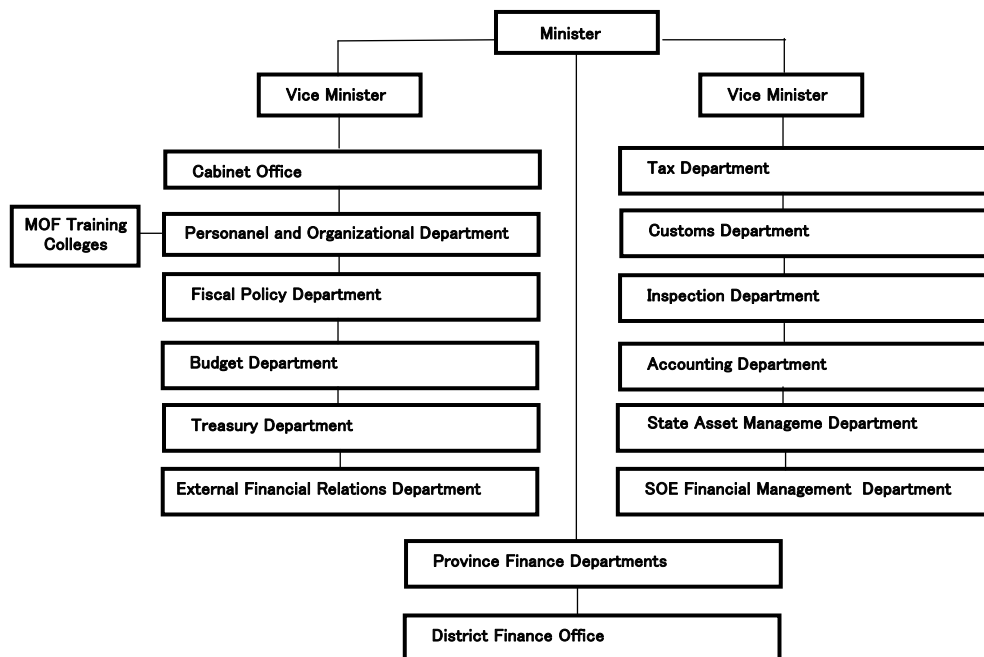 Minister
Vice Minister
Vice Minister
Cabinet Office
Tax Department
MOF Training
Colleges
Personanel and Organizational Department
Customs Department
Fiscal Policy Department
Inspection Department
Budget Department
Accounting Department
Treasury Department
State Asset Manageme Department
External Financial Relations Department
SOE Financial Management Department
Province Finance Departments
District Finance Office